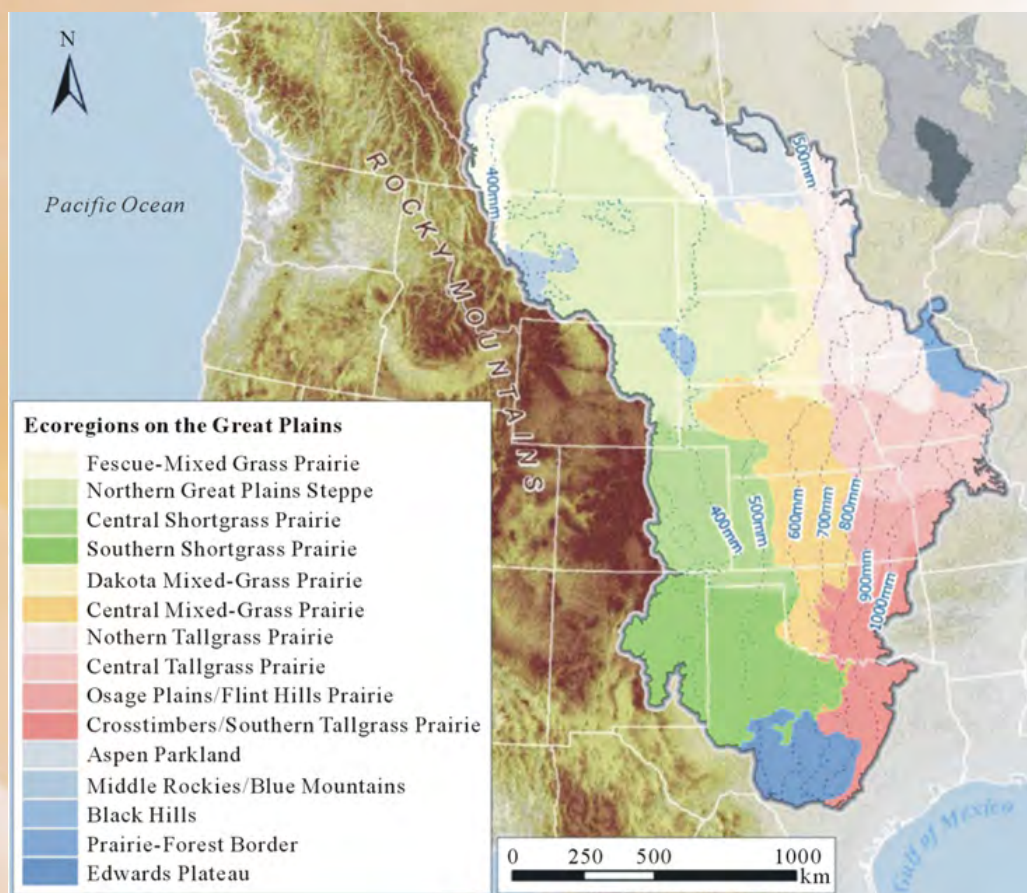 N
Pacific Ocean
ROCKY MOUNTAINS
400mm
500mm
400mm
500mm
600mm
700mm
800mm
900mm
1000mm
Ecoregions on the Great Plains
Fescue-Mixed Grass Prairie
Northern Great Plains Steppe
Central Shortgrass Prairie
Southern Shortgrass Prairie
Dakota Mixed-Grass Prairie
Central Mixed-Grass Prairie
Nothern Tallgrass Prairie
Central Tallgrass Prairie
Osage Plains/Flint Hills Prairie
Crosstimbers/Southern Tallgrass Prairie
Aspen Parkland
Middle Rockies/Blue Mountains
Black Hills
Prairie-Forest Border
Edwards Plateau
0 250 500 1000
km
Gulf of México